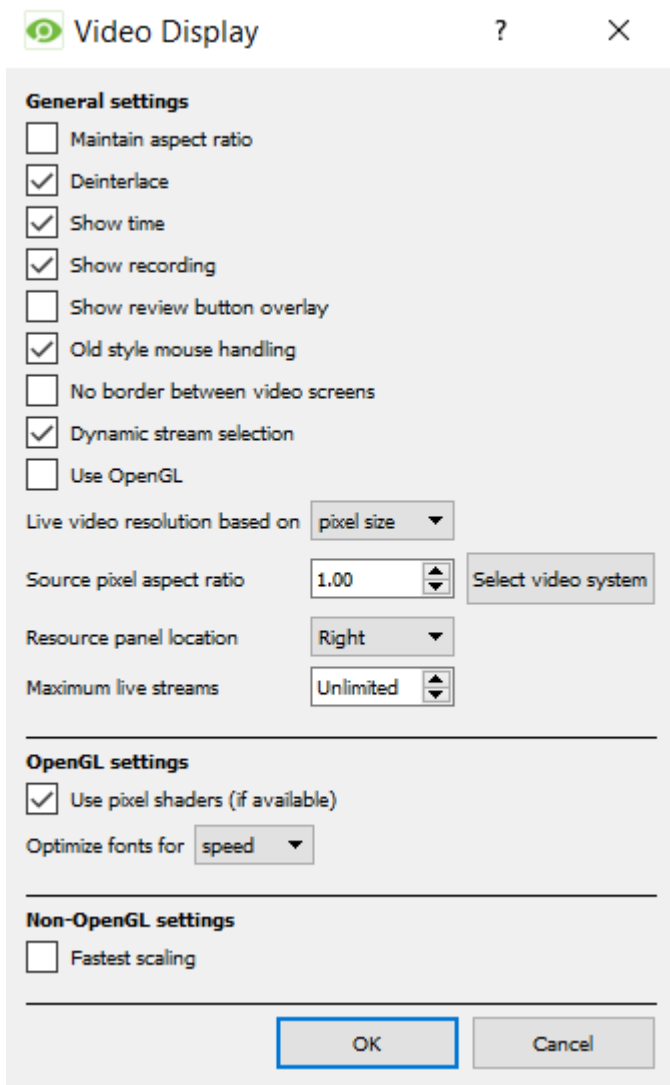 Video Display ?
General settings
Maintain aspect ratio
Deinterlace
Show time
Show recording
Show review button overlay
Old style mouse handling
No border between video screens
Dynamic stream selection
Use OpenGL
Live video resolution based on pixel size
Source pixel aspect ratio 1.00 Select video system
Resource panel location Right
Maximum live streams Unlimited
OpenGL settings
Use pixel shaders (if available)
Optimize fonts for speed
Non-OpenGL settings
Fastest scaling
OK Cancel